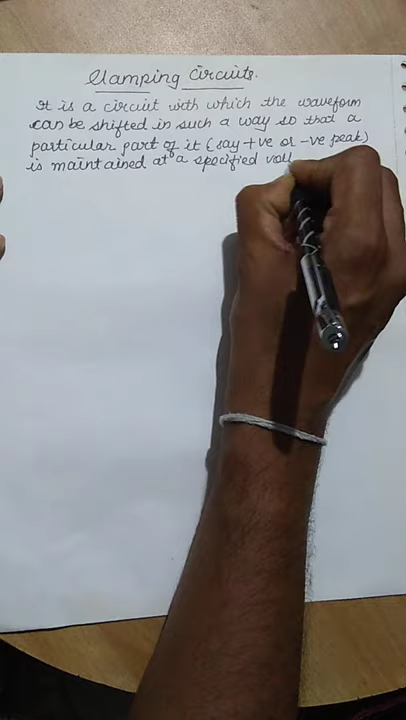 Clamping Circuits.
It is a circuit with which the waveform
can be shifted in such a way so that a
particular part of it (say +ve or -ve peak)
is maintained at a specified